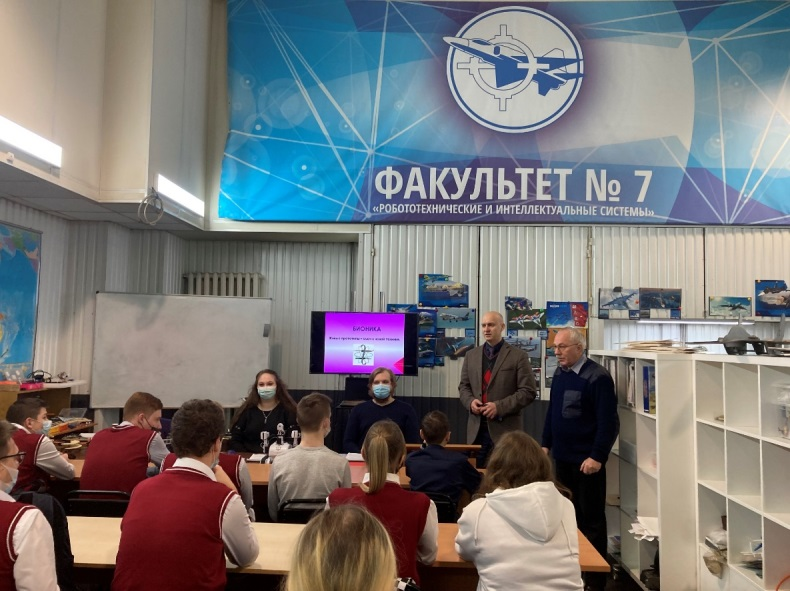 ФАКУЛЬТЕТ № 7
«РОБОТОТЕХНИЧЕСКИЕ И ИНТЕЛЛЕКТУАЛЬНЫЕ СИСТЕМЫ»
БИОНИКА